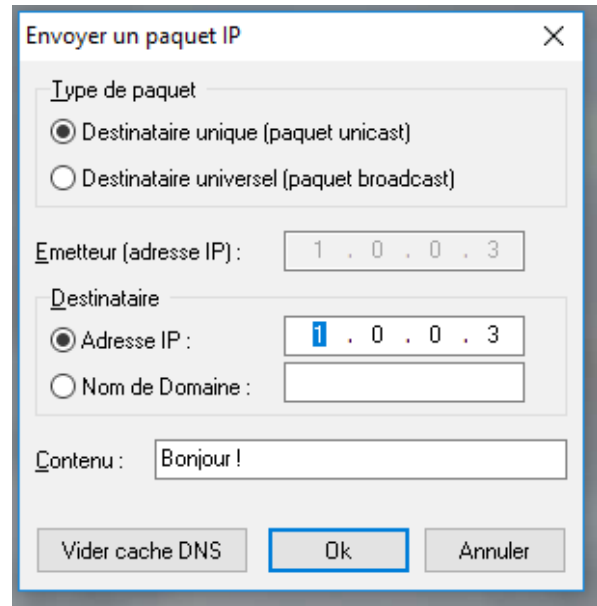 Envoyer un paquet IP
Type de paquet
Destinataire unique (paquet unicast)
Destinataire universel (paquet broadcast)
Emetteur (adresse IP) : 1 . 0 . 0 . 3
Destinataire
Adresse IP : 1 . 0 . 0 . 3
Nom de Domaine :
Contenu : Bonjour !
Vider cache DNS Ok Annuler